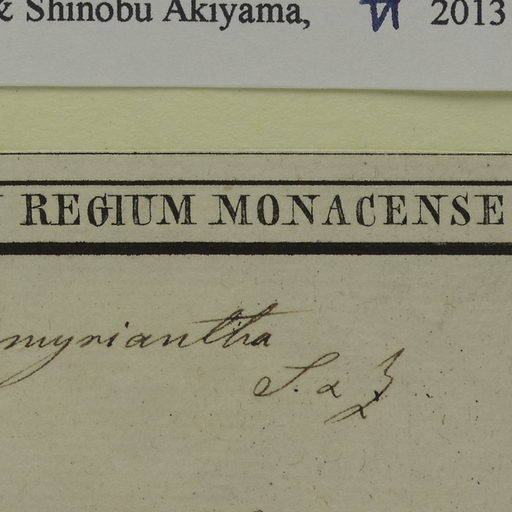 & Shinobu Akiyama, 2013
REGIUM MONACENSE
myriantha
S. a Z.